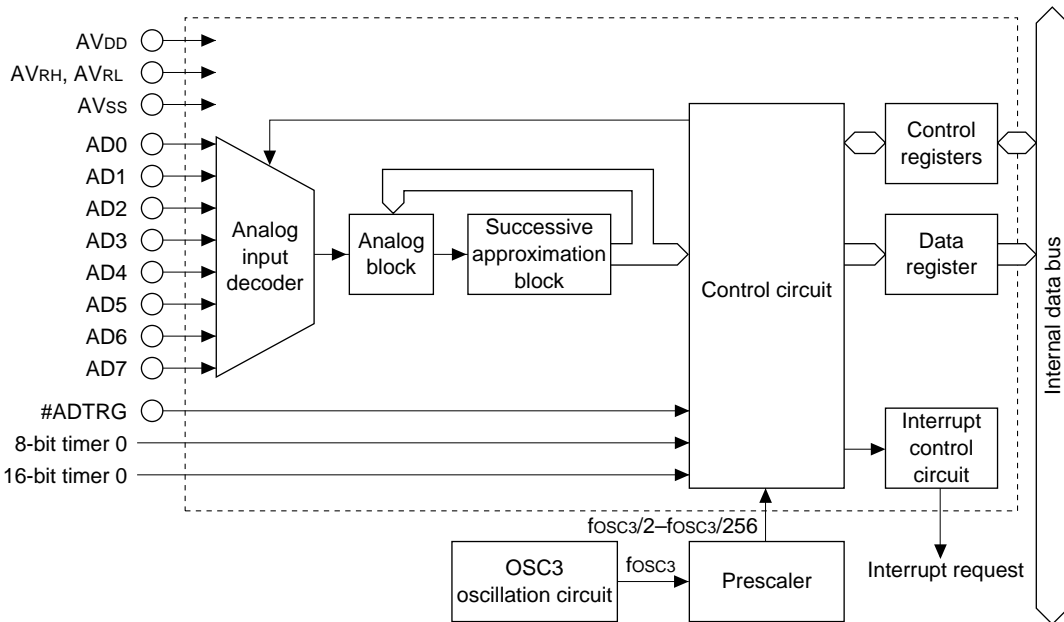 AVDD
AVRH, AVRL
AVSS
AD0
AD1
AD2
AD3
AD4
AD5
AD6
AD7
#ADTRG
8-bit timer 0
16-bit timer 0
Analog
input
decoder
Analog
block
Successive
approximation
block
Control circuit
Control
registers
Data
register
Interrupt
control
circuit
Internal data bus
fOSC3/2–fOSC3/256
OSC3
oscillation circuit
fOSC3
Prescaler
Interrupt request